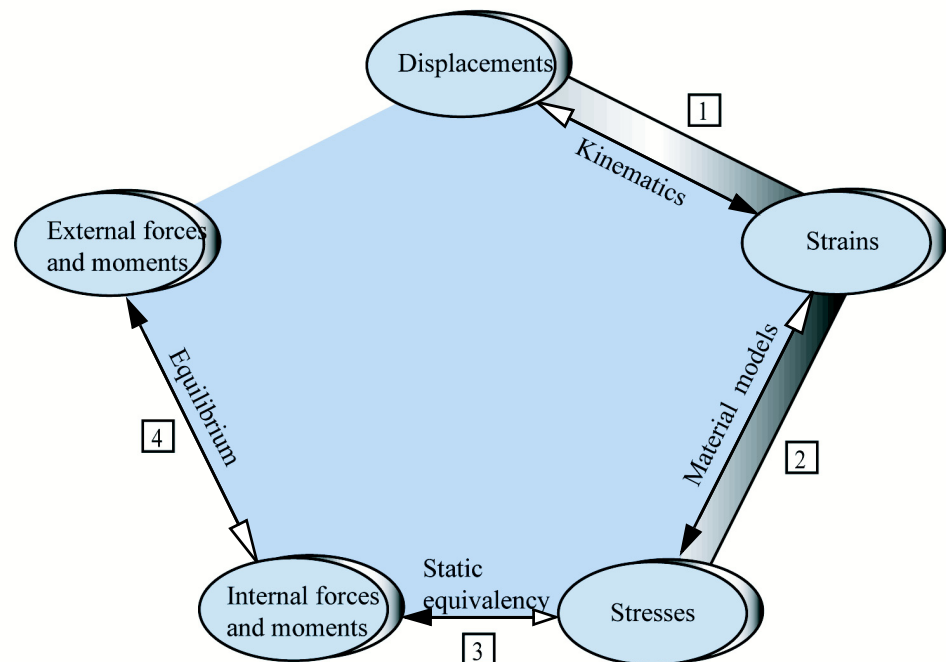 Displacements
1
Kinematics
External forces
and moments
Strains
Equilibrium
Material models
4
2
Static
equivalency
Internal forces
and moments
Stresses
3